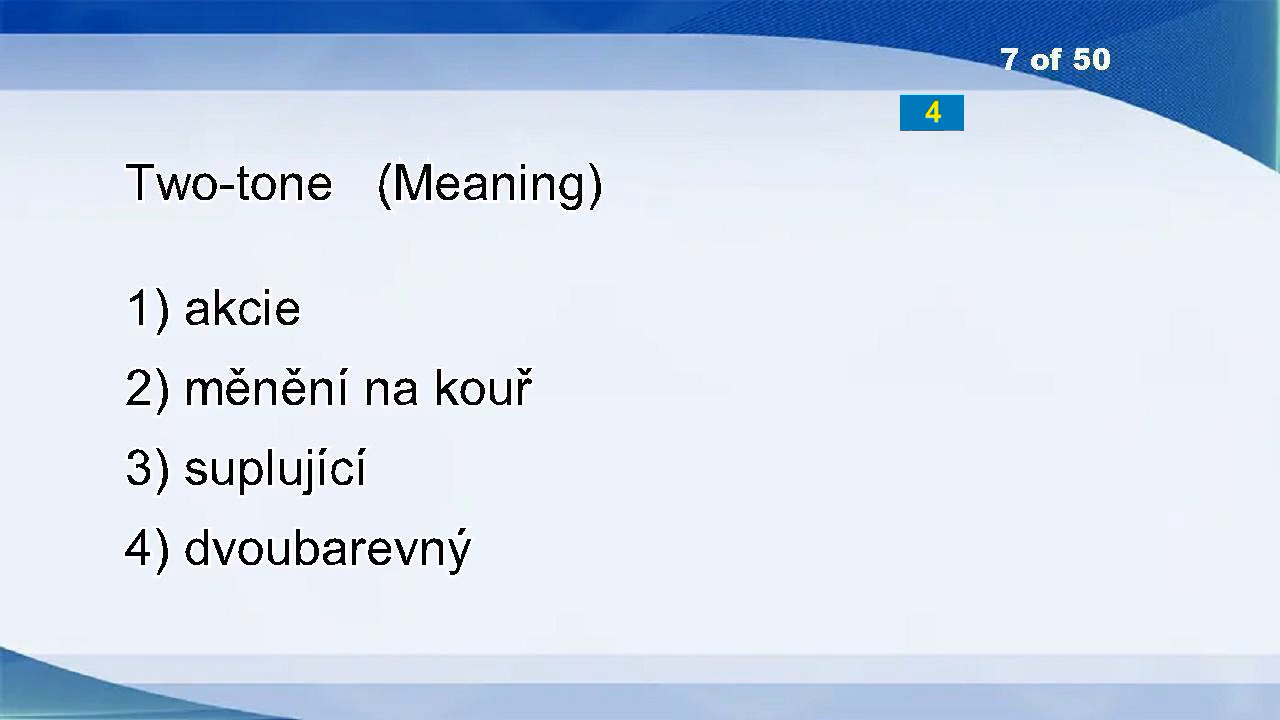 7 of 50
4
Two-tone (Meaning)
1) akcie
2) měnění na kouř
3) suplující
4) dvoubarevný